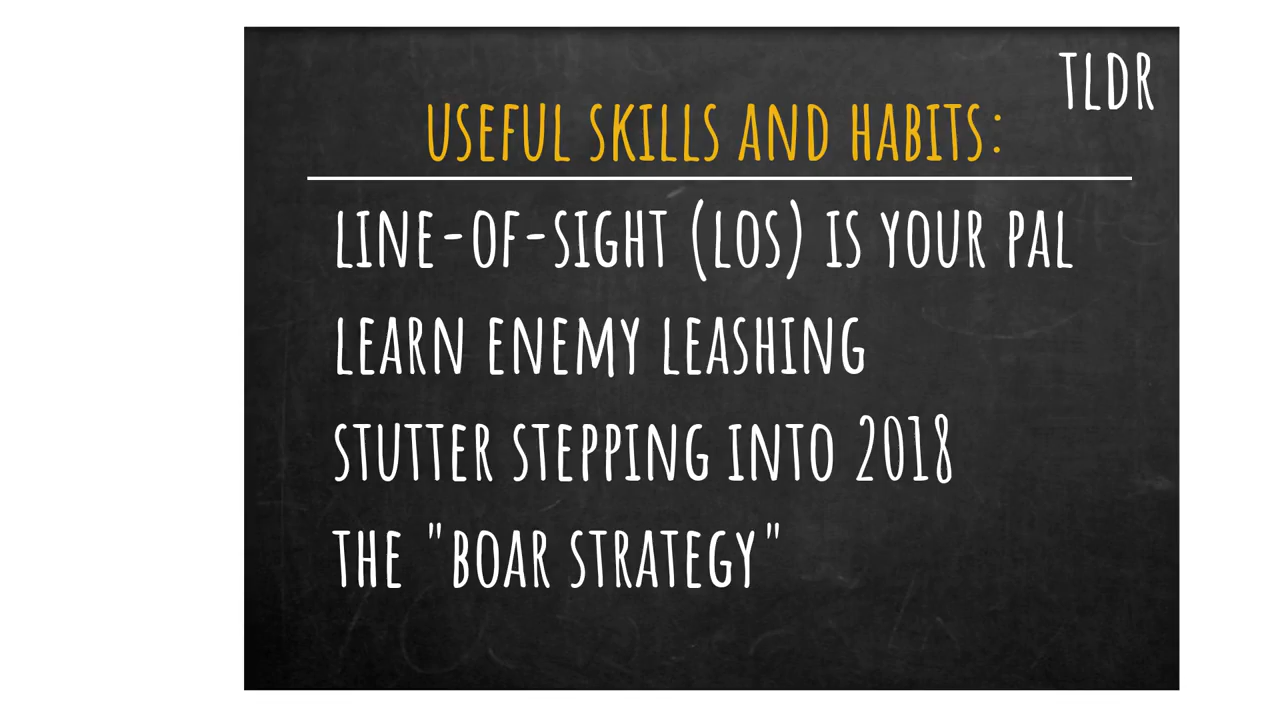 TLDR
USEFUL SKILLS AND HABITS:
LINE-OF-SIGHT (LOS) IS YOUR PAL
LEARN ENEMY LEASHING
STUTTER STEPPING INTO 2018
THE "BOAR STRATEGY"